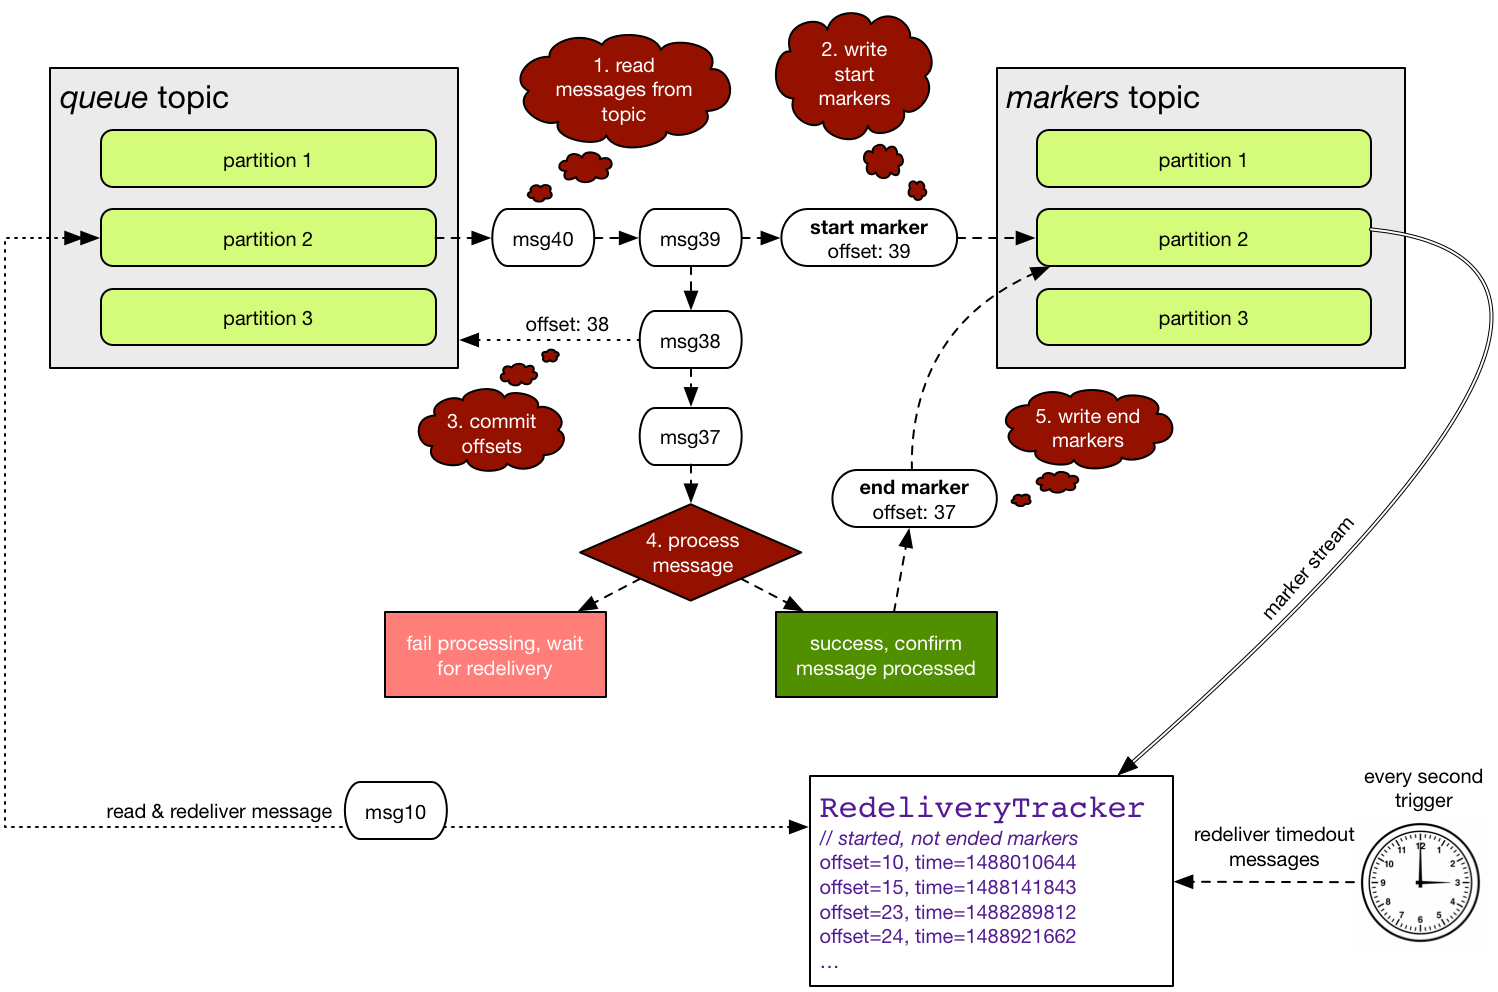 1. read
messages from
topic
2. write
start
markers
queue topic
partition 1
partition 2
partition 3
markers topic
partition 1
partition 2
partition 3
msg40
msg39
start marker
offset: 39
offset: 38
msg38
3. commit
offsets
msg37
5. write end
markers
end marker
offset: 37
4. process
message
fail processing, wait
for redelivery
success, confirm
message processed
marker stream
read & redeliver message
msg10
RedeliveryTracker
// started, not ended markers
offset=10, time=1488010644
offset=15, time=1488141843
offset=23, time=1488289812
offset=24, time=1488921662
...
every second
trigger
redeliver timedout
messages
12
1
2
3
4
5
6
7
8
9
10
11